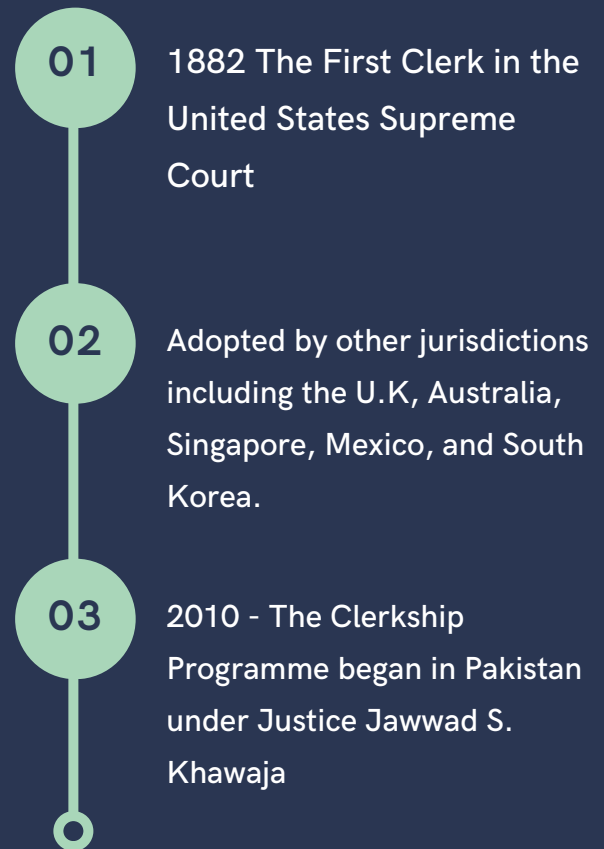 01
1882 The First Clerk in the
United States Supreme
Court
02
Adopted by other jurisdictions
including the U.K, Australia,
Singapore, Mexico, and South
Korea.
03
2010 - The Clerkship
Programme began in Pakistan
under Justice Jawwad S.
Khawaja